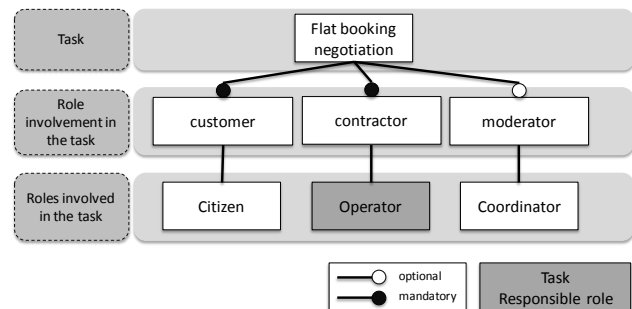 Task
Flat booking
negotiation
Role
involvement in
the task
customer
contractor
moderator
Roles involved
in the task
Citizen
Operator
Coordinator
optional
mandatory
Task
Responsible role